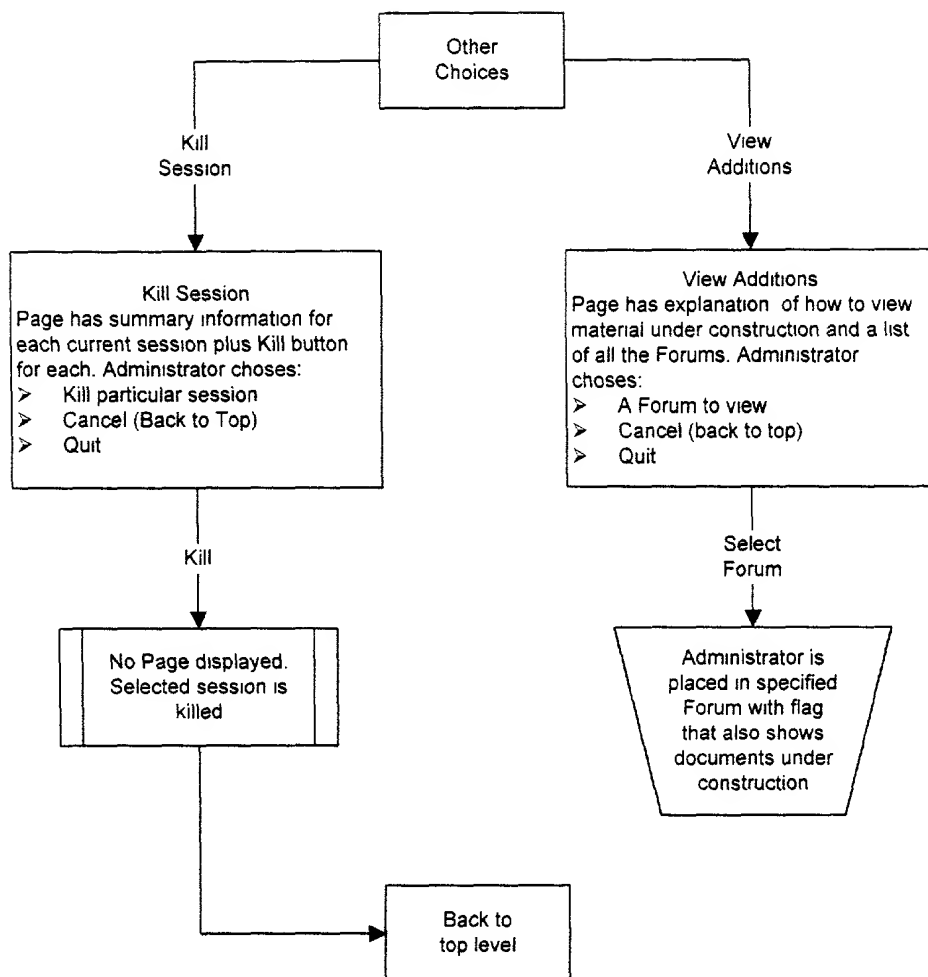 Other
Choices
Kill
Session
View
Additions
Kill Session
Page has summary information for
each current session plus Kill button
for each. Administrator choses:
➢ Kill particular session
➢ Cancel (Back to Top)
➢ Quit
View Additions
Page has explanation of how to view
material under construction and a list
of all the Forums. Administrator
choses:
➢ A Forum to view
➢ Cancel (back to top)
➢ Quit
Kill
Select
Forum
No Page displayed.
Selected session is
killed
Administrator is
placed in specified
Forum with flag
that also shows
documents under
construction
Back to
top level